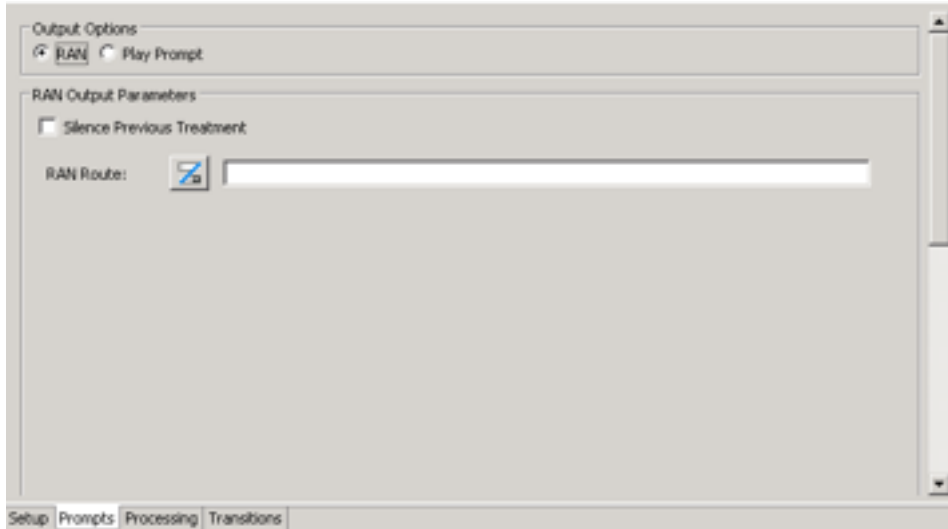 Output Options
RAN Play Prompt
RAN Output Parameters
Silence Previous Treatment
RAN Route:
Setup Prompts Processing Transitions